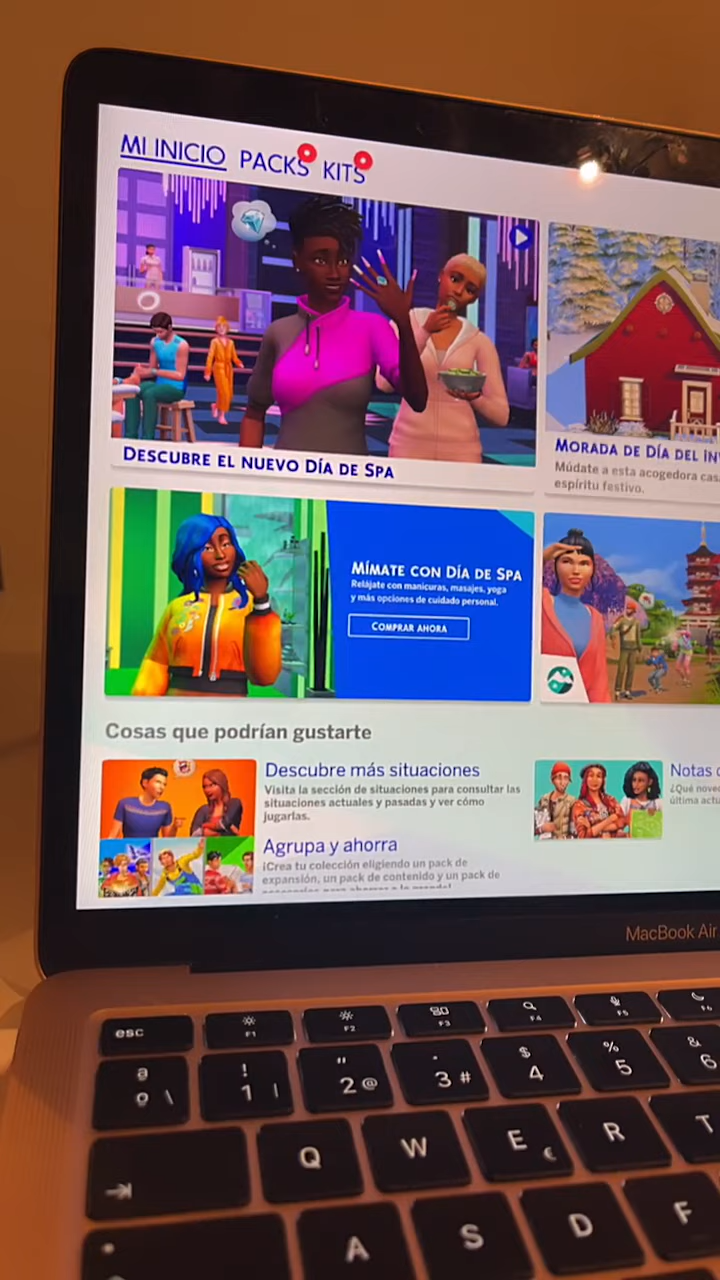 MI INICIO PACKS KITS
DESCUBRE EL NUEVO DÍA DE SPA
MORADA DE DÍA DEL
Múdate a esta acogedora
espíritu festivo.
MÍMATE CON DÍA DE SPA
Relájate con manicuras, masajes, yoga
y más opciones de cuidado personal.
COMPRAR AHORA
Cosas que podrían gustarte
Descubre más situaciones
Visita la sección de situaciones para consultar las
situaciones actuales y pasadas y ver cómo
jugarlas.
Agrupa y ahorra
¡Crea tu colección eligiendo un pack de
expansión, un pack de contenido y un pack de
Notas
¿Qué
última
MacBook Air
esc F1 F2 F3 F4 F5 F6
ª º \ ! 1 | " 2 @ · 3 # $ 4 % 5 & 6
Q W E € R T
A S D F